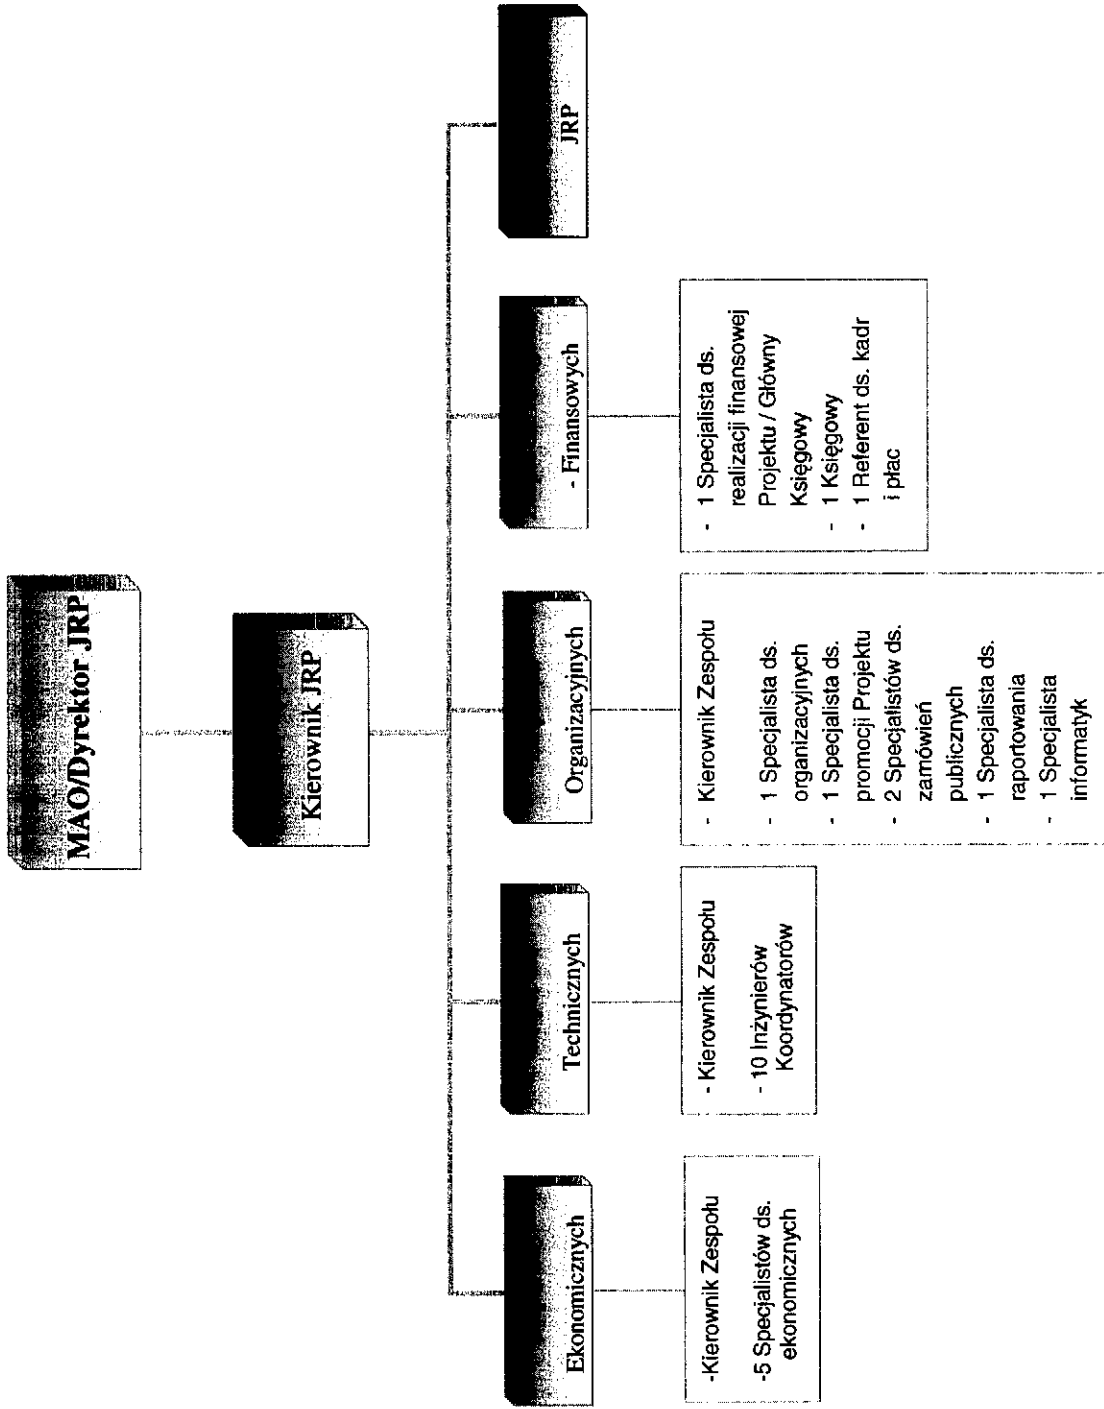 MAO/Dyrektor JRP
Kierownik JRP
Ekonomicznych
Technicznych
Organizacyjnych
- Finansowych
JRP
-Kierownik Zespołu
-5 Specjalistów ds.
ekonomicznych
- Kierownik Zespołu
- 10 Inżynierów
Koordynatorów
- Kierownik Zespołu
- 1 Specjalista ds.
organizacyjnych
- 1 Specjalista ds.
promocji Projektu
- 2 Specjalistów ds.
zamówień
publicznych
- 1 Specjalista ds.
raportowania
- 1 Specjalista
informatyk
- 1 Specjalista ds.
realizacji finansowej
Projektu / Główny
Księgowy
- 1 Księgowy
- 1 Referent ds. kadr
i płac